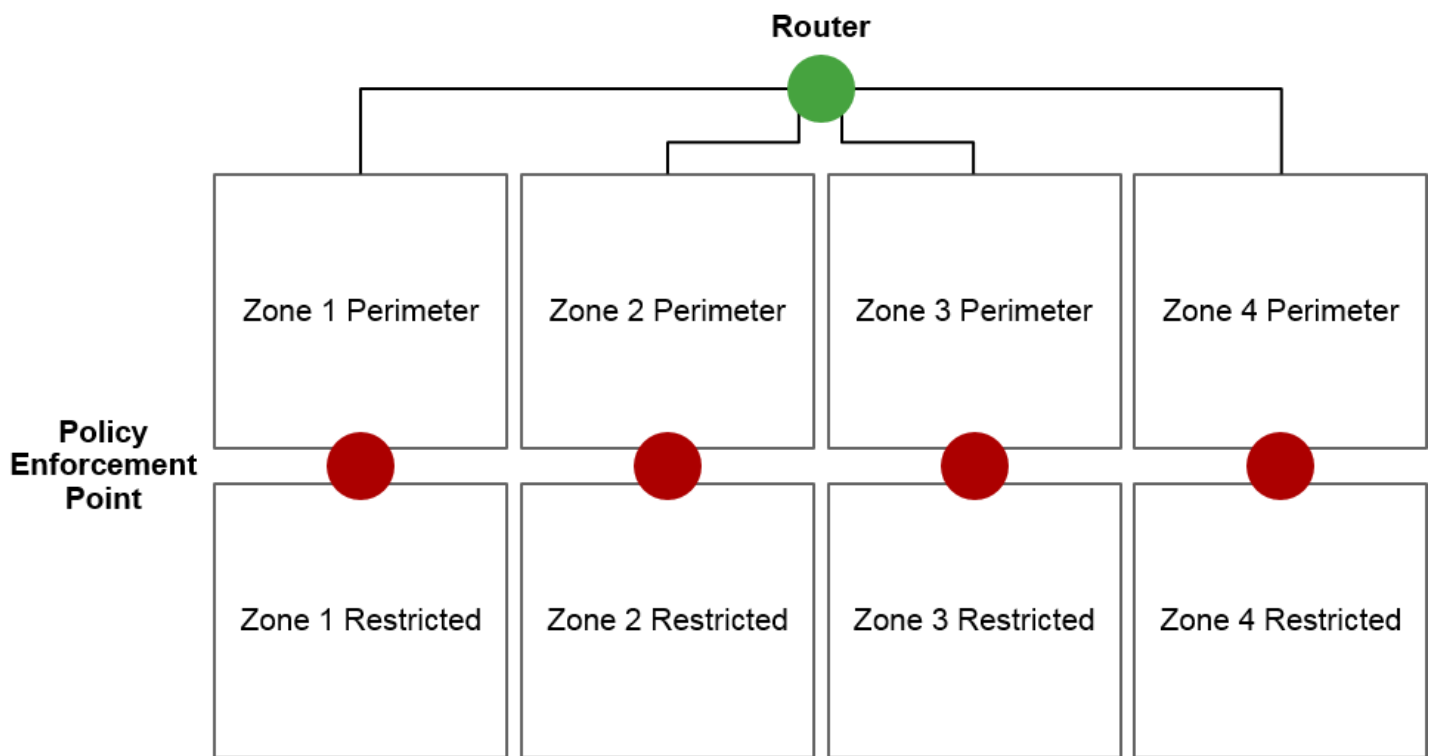 Router
Zone 1 Perimeter
Zone 2 Perimeter
Zone 3 Perimeter
Zone 4 Perimeter
Policy
Enforcement
Point
Zone 1 Restricted
Zone 2 Restricted
Zone 3 Restricted
Zone 4 Restricted